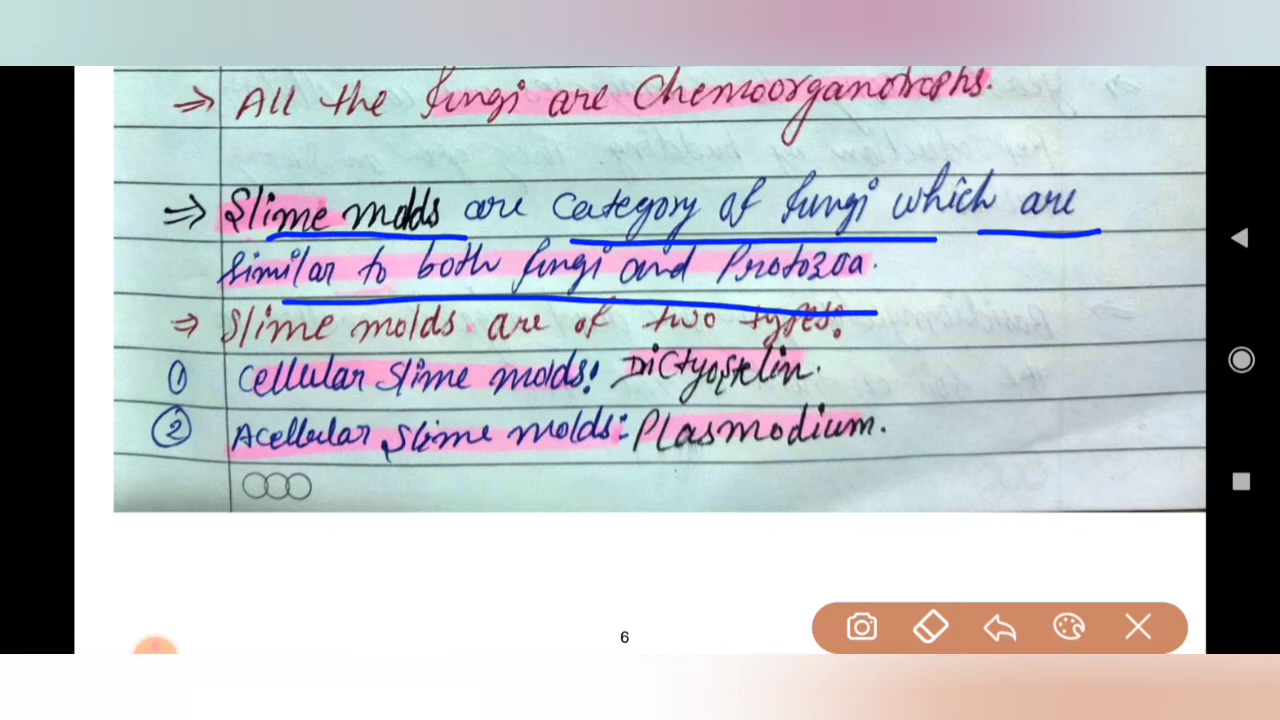 ⇒ All the fungi are Chemoorganotrophs.
⇒ Slime molds are Category of fungi which are
similar to both fungi and Protozoa.
⇒ Slime molds are of two types:
① Cellular Slime molds: Dictyostelin.
② Acellular Slime molds: Plasmodium.
6